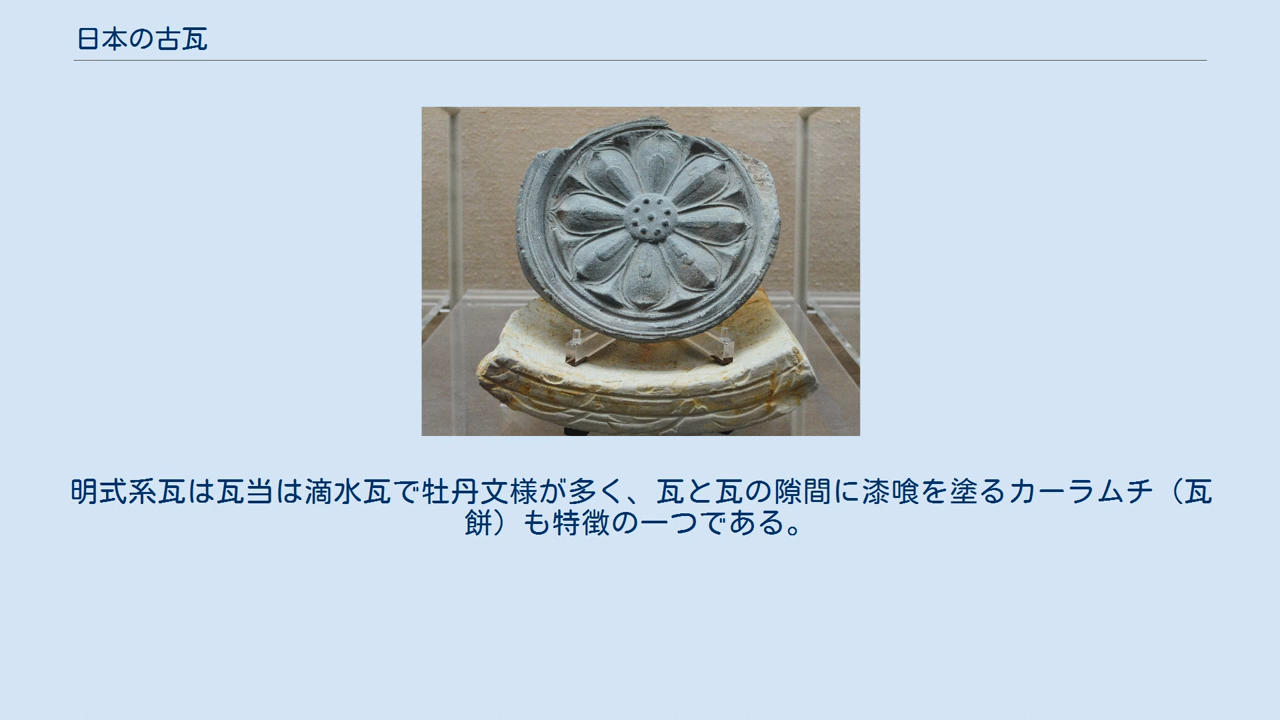 日本の古瓦
明式系瓦は瓦当は滴水瓦で牡丹文様が多く、瓦と瓦の隙間に漆喰を塗るカーラムチ（瓦
餅）も特徴の一つである。